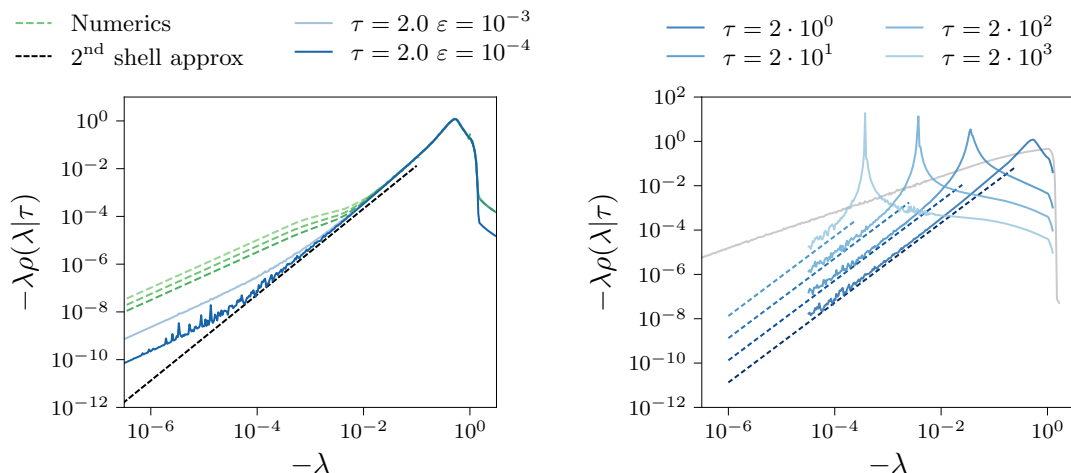 Numerics
2ⁿᵈ shell approx
τ = 2.0 ε = 10⁻³
τ = 2.0 ε = 10⁻⁴
−λρ(λ|τ)
10⁰
10⁻²
10⁻⁴
10⁻⁶
10⁻⁸
10⁻¹⁰
10⁻¹²
10⁻⁶ 10⁻⁴ 10⁻² 10⁰
−λ
τ = 2 · 10⁰
τ = 2 · 10¹
τ = 2 · 10²
τ = 2 · 10³
−λρ(λ|τ)
10²
10⁰
10⁻²
10⁻⁴
10⁻⁶
10⁻⁸
10⁻¹⁰
10⁻¹²
10⁻⁶ 10⁻⁴ 10⁻² 10⁰
−λ